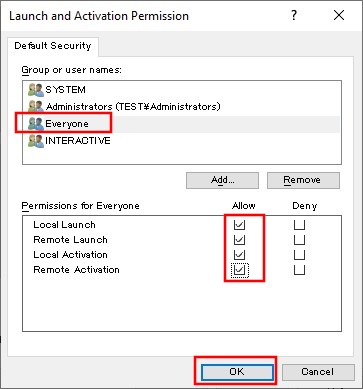 Launch and Activation Permission
Default Security
Group or user names:
SYSTEM
Administrators (TEST¥Administrators)
Everyone
INTERACTIVE
Add...
Remove
Permissions for Everyone Allow Deny
Local Launch
Remote Launch
Local Activation
Remote Activation
OK
Cancel